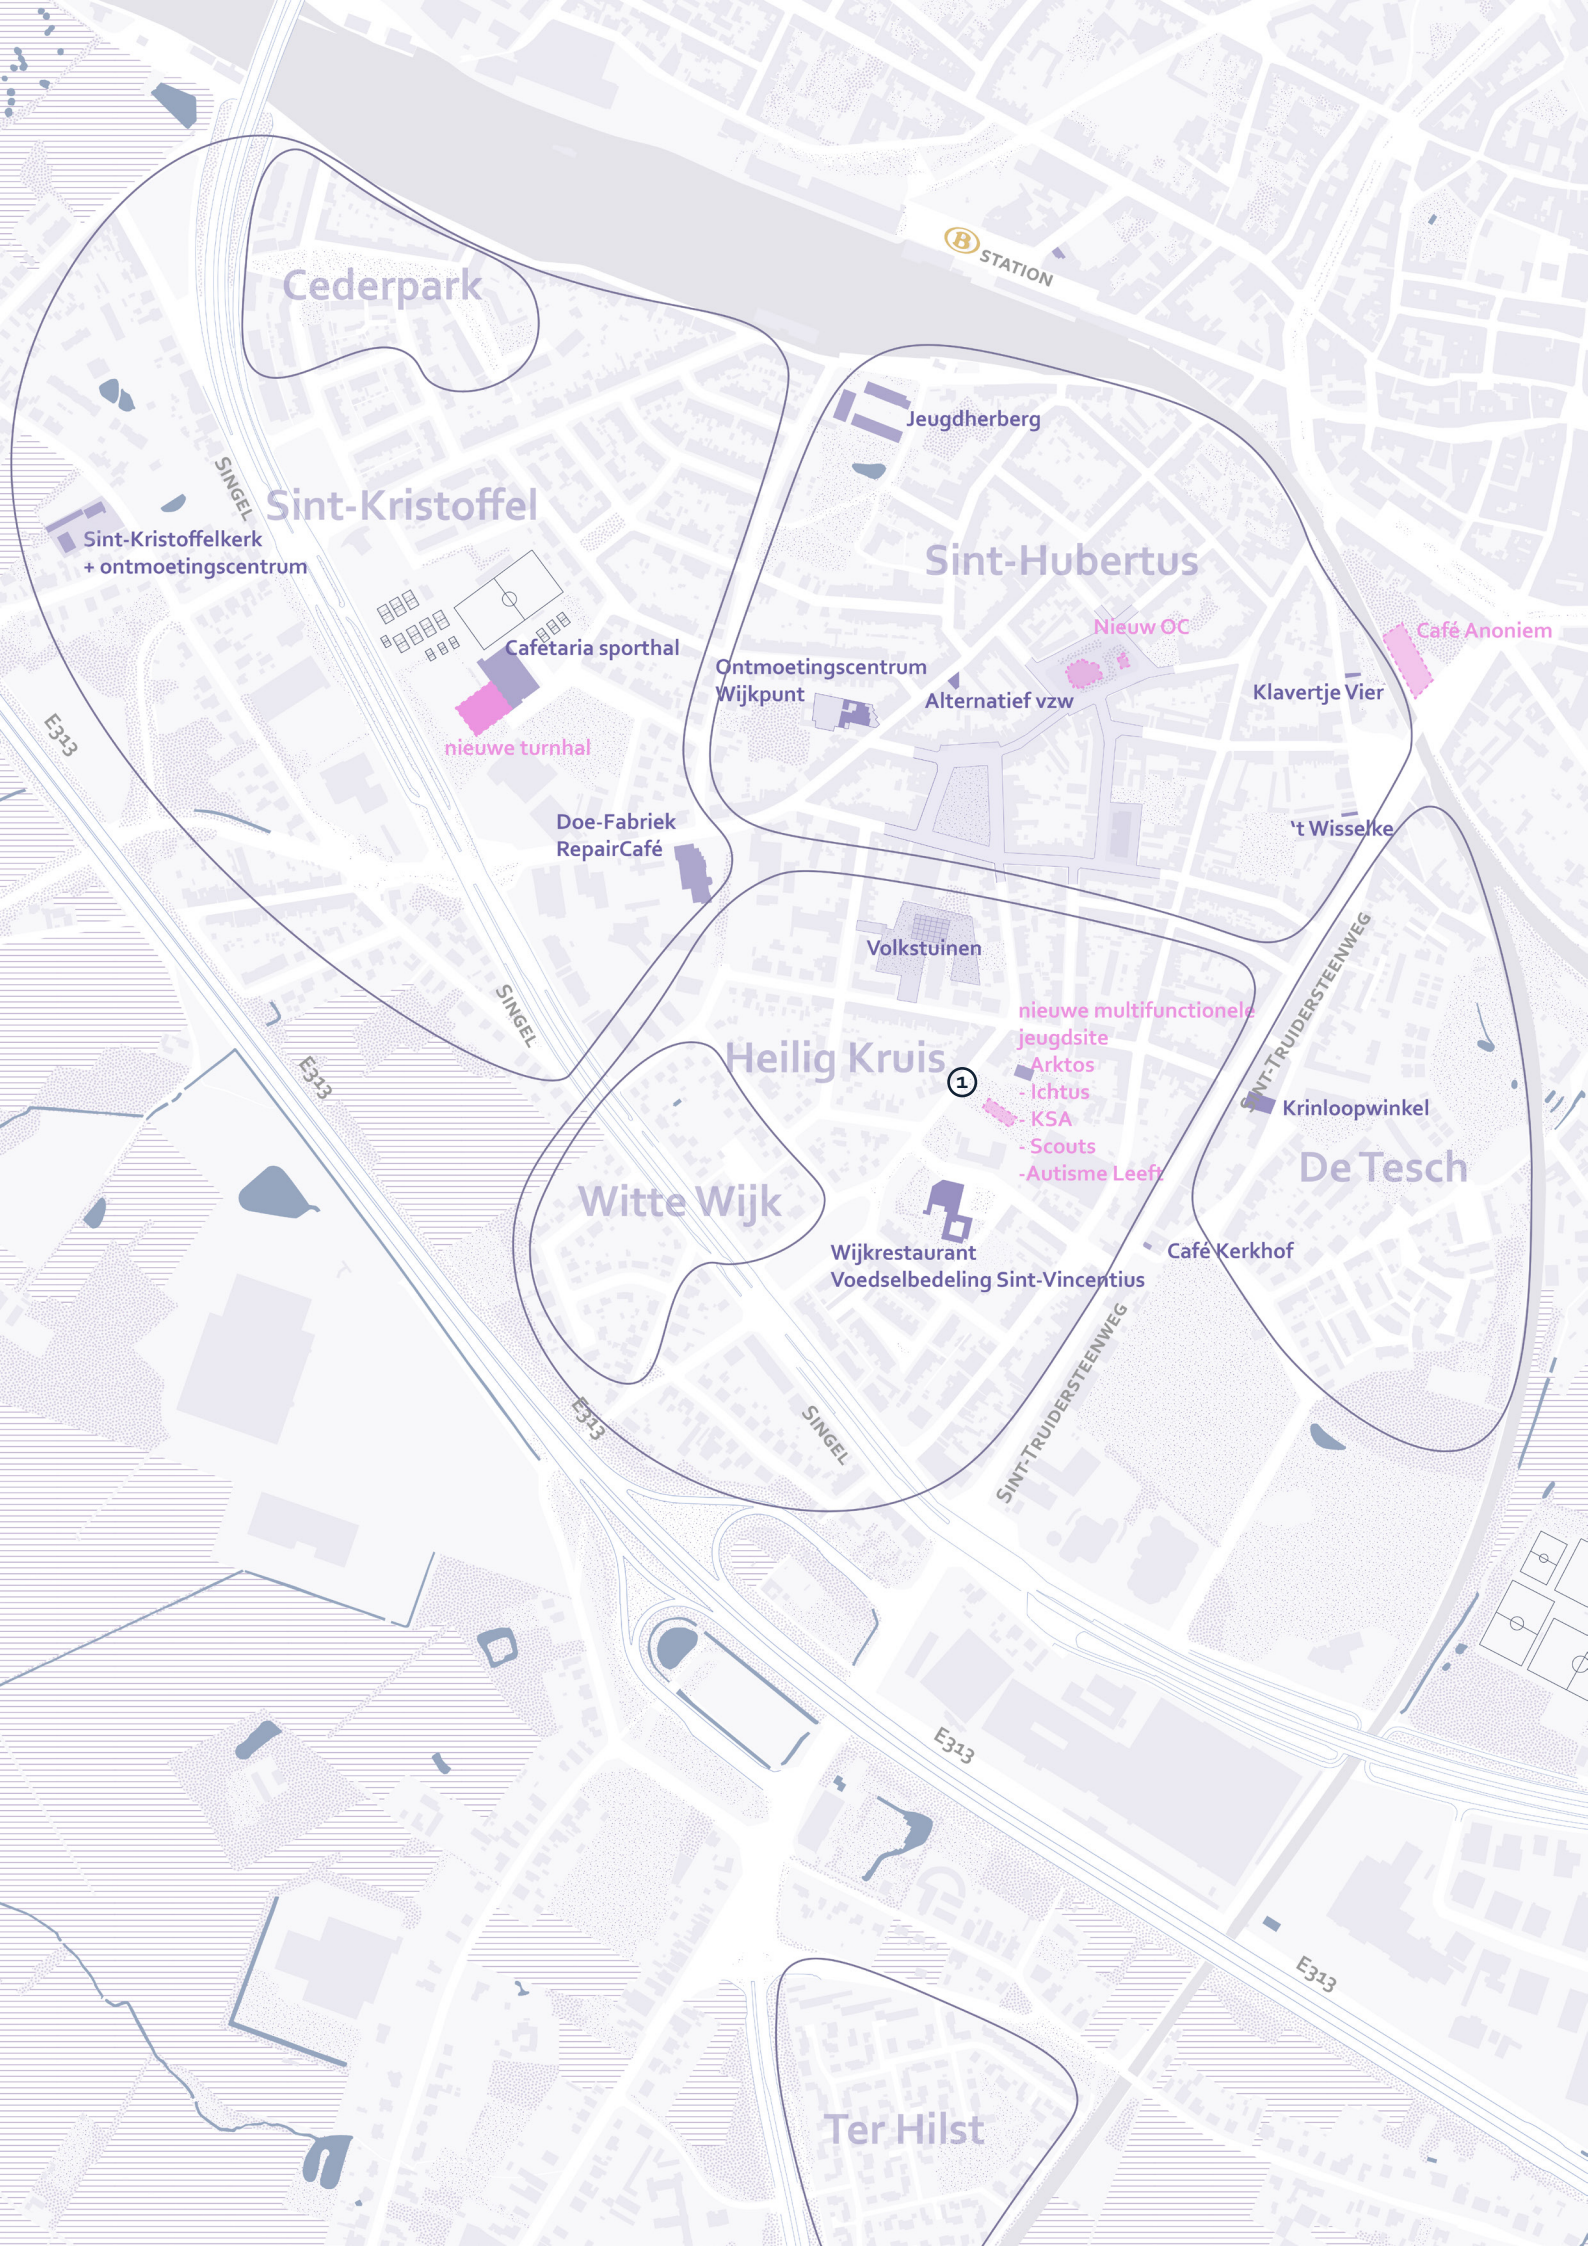 B STATION
Cederpark
Jeugdherberg
SINGEL
Sint-Kristoffel
Sint-Kristoffelkerk
+ ontmoetingscentrum
Sint-Hubertus
Nieuw OC
Café Anoniem
Cafetaria sporthal
Ontmoetingscentrum
Wijkpunt
Alternatief vzw
Klavertje Vier
E313
nieuwe turnhal
Doe-Fabriek
RepairCafé
't Wisselke
Volkstuinen
SINT-TRUIDERSTEENWEG
SINGEL
nieuwe multifunctionele
jeugdsite
- Arktos
- Ichtus
- KSA
- Scouts
-Autisme Leeft
Heilig Kruis
1
E313
Krinloopwinkel
De Tesch
Witte Wijk
Café Kerkhof
Wijkrestaurant
Voedselbedeling Sint-Vincentius
SINT-TRUIDERSTEENWEG
E313
SINGEL
E313
E313
Ter Hilst